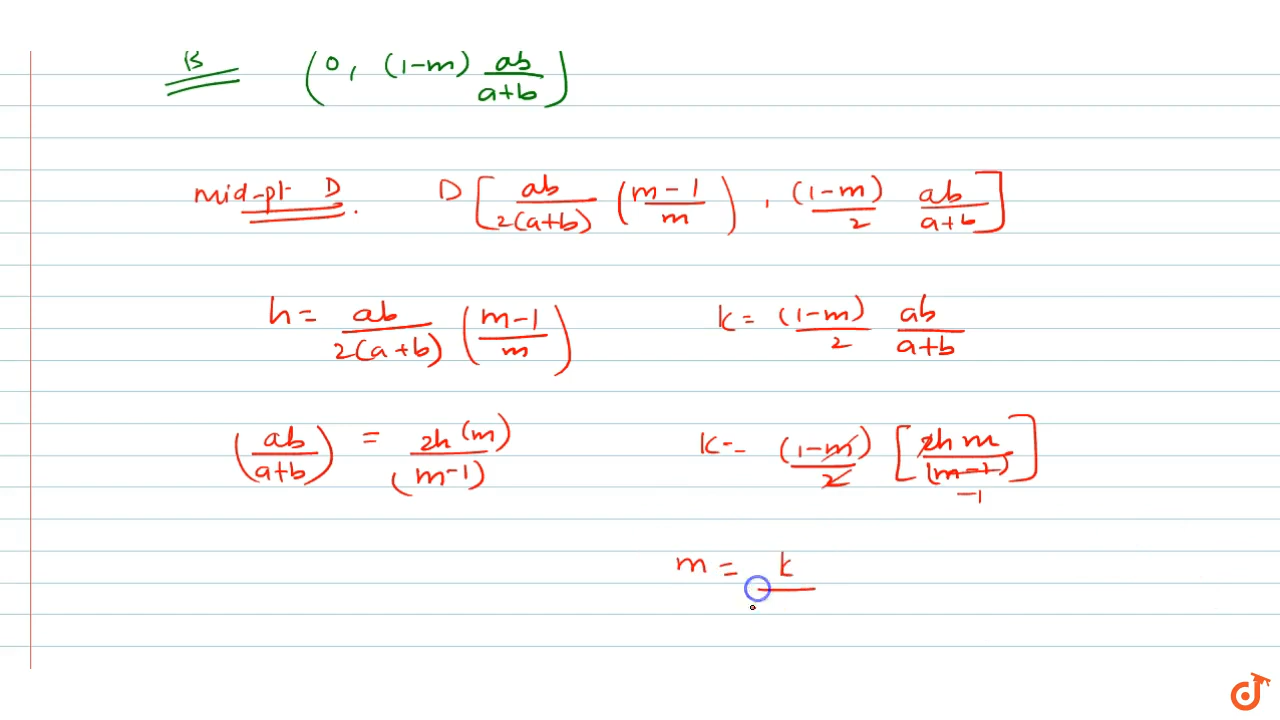 B (0, (1-m) ab/(a+b))
mid-pt D. D [ab/(2(a+b)) ((m-1)/m), (1-m)/2 ab/(a+b)]
h = ab/(2(a+b)) ((m-1)/m) k = (1-m)/2 ab/(a+b)
(ab/(a+b)) = 2h(m)/(m-1) k = (1-m)/2 [2hm/(m-1) -1]
m = k